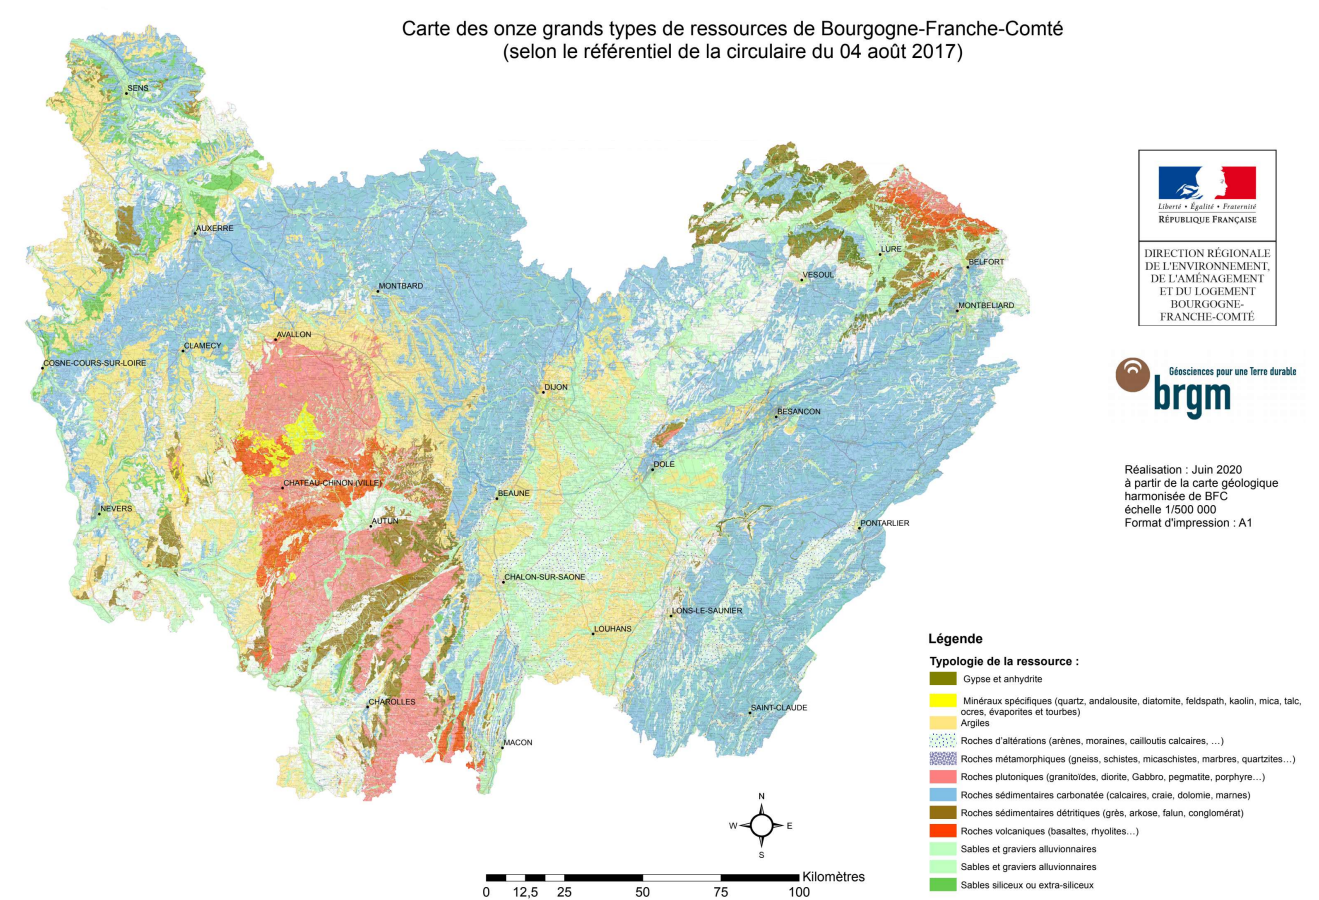 Carte des onze grands types de ressources de Bourgogne-Franche-Comté
(selon le référentiel de la circulaire du 04 août 2017)
SENS
AUXERRE
MONTBARD
AVALLON
CLAMECY
COSNE-COURS-SUR-LOIRE
CHATEAU-CHINON (VILLE)
NEVERS
AUTUN
DIJON
BEAUNE
CHALON-SUR-SAONE
LOUHANS
CHAROLLES
MACON
LURE
BELFORT
VESOUL
MONTBELIARD
BESANCON
DOLE
PONTARLIER
LONS-LE-SAUNIER
SAINT-CLAUDE
Liberté • Égalité • Fraternité
RÉPUBLIQUE FRANÇAISE
DIRECTION RÉGIONALE
DE L'ENVIRONNEMENT,
DE L'AMÉNAGEMENT
ET DU LOGEMENT
BOURGOGNE-
FRANCHE-COMTÉ
Géosciences pour une Terre durable
brgm
Réalisation : Juin 2020
à partir de la carte géologique
harmonisée de BFC
échelle 1/500 000
Format d'impression : A1
Légende
Typologie de la ressource :
Gypse et anhydrite
Minéraux spécifiques (quartz, andalousite, diatomite, feldspath, kaolin, mica, talc,
ocres, évaporites et tourbes)
Argiles
Roches d'altérations (arènes, moraines, cailloutis calcaires, …)
Roches métamorphiques (gneiss, schistes, micaschistes, marbres, quartzites…)
Roches plutoniques (granitoïdes, diorite, Gabbro, pegmatite, porphyre…)
Roches sédimentaires carbonatée (calcaires, craie, dolomie, marnes)
Roches sédimentaires détritiques (grès, arkose, falun, conglomérat)
Roches volcaniques (basaltes, rhyolites…)
Sables et graviers alluvionnaires
Sables et graviers alluvionnaires
Sables siliceux ou extra-siliceux
N
W E
S
Kilomètres
0 12,5 25 50 75 100